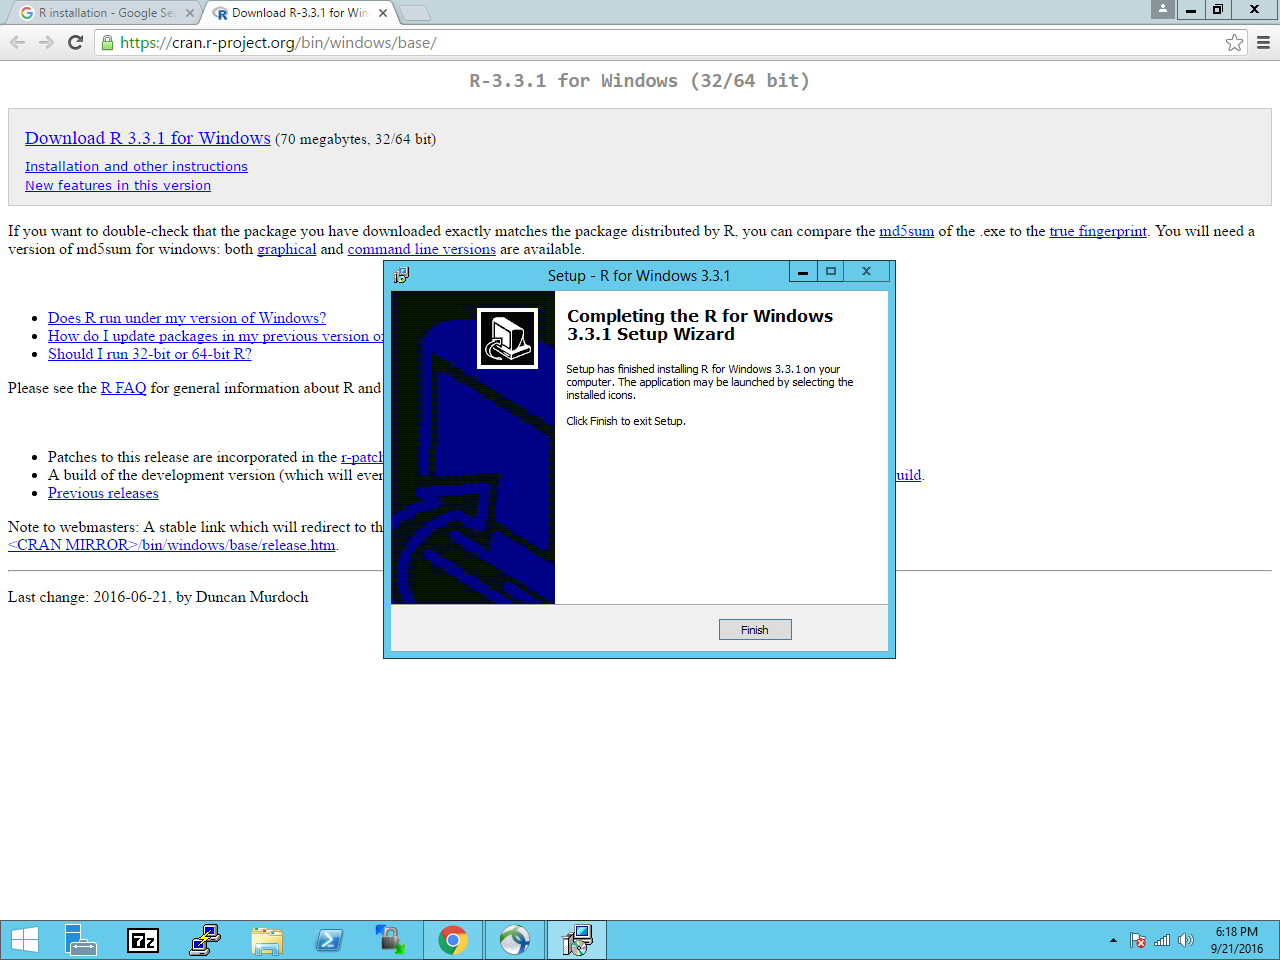 R installation - Google Se
Download R-3.3.1 for Win
https://cran.r-project.org/bin/windows/base/
R-3.3.1 for Windows (32/64 bit)
Download R 3.3.1 for Windows (70 megabytes, 32/64 bit)
Installation and other instructions
New features in this version
If you want to double-check that the package you have downloaded exactly matches the package distributed by R, you can compare the md5sum of the .exe to the true fingerprint. You will need a
version of md5sum for windows: both graphical and command line versions are available.
Setup - R for Windows 3.3.1
Completing the R for Windows
3.3.1 Setup Wizard
Setup has finished installing R for Windows 3.3.1 on your
computer. The application may be launched by selecting the
installed icons.
Click Finish to exit Setup.
Finish
Does R run under my version of Windows?
How do I update packages in my previous version o
Should I run 32-bit or 64-bit R?
Please see the R FAQ for general information about R and
Patches to this release are incorporated in the r-patch
A build of the development version (which will ever
uild.
Previous releases
Note to webmasters: A stable link which will redirect to th
<CRAN MIRROR>/bin/windows/base/release.htm.
Last change: 2016-06-21, by Duncan Murdoch
7z
6:18 PM
9/21/2016